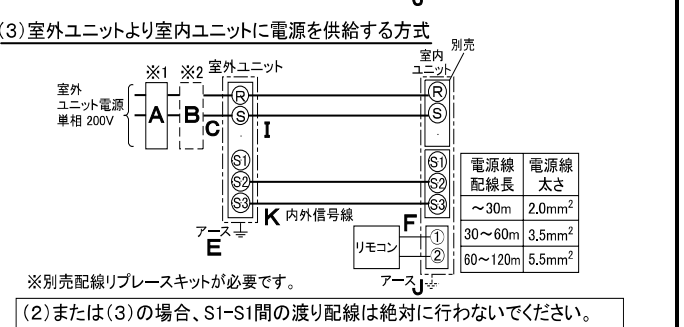 (3)室外ユニットより室内ユニットに電源を供給する方式
別売
※1 ※2 室外ユニット
室内
ユニット
室外
ユニット電源
単相 200V
A B C
R
S
I
R
S
S1
S2
S3
S1
S2
S3
K 内外信号線
アース
E
F
リモコン
1
2
アース
J
電源線配線長 電源線太さ
～30m 2.0mm²
30～60m 3.5mm²
60～120m 5.5mm²
※別売配線リプレースキットが必要です。
(2)または(3)の場合、S1-S1間の渡り配線は絶対に行わないでください。